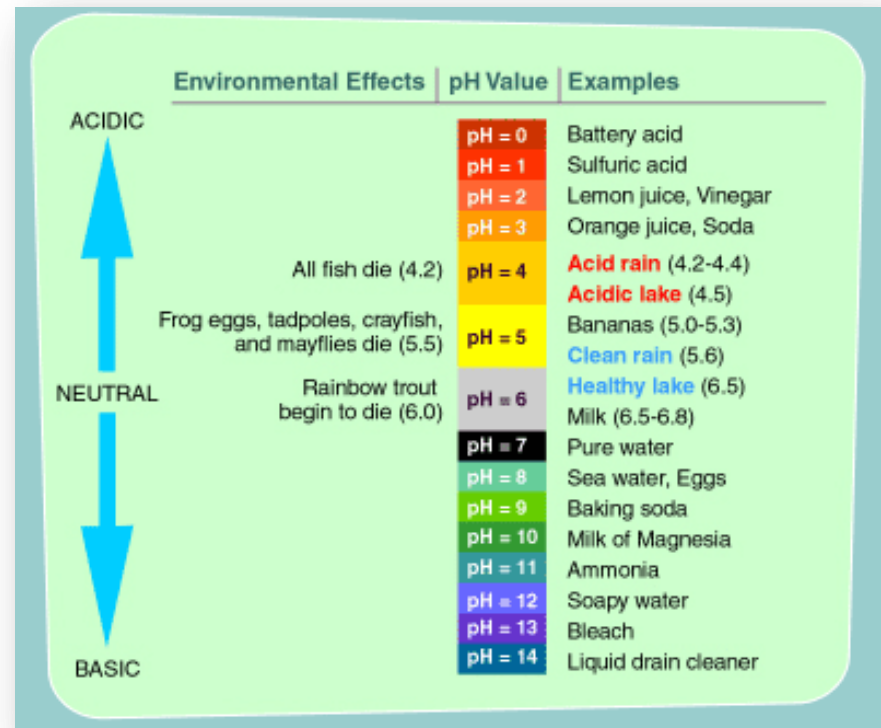 Environmental Effects pH Value Examples
ACIDIC
pH = 0 Battery acid
pH = 1 Sulfuric acid
pH = 2 Lemon juice, Vinegar
pH = 3 Orange juice, Soda
All fish die (4.2) pH = 4 Acid rain (4.2-4.4)
Acidic lake (4.5)
Frog eggs, tadpoles, crayfish, Bananas (5.0-5.3)
and mayflies die (5.5) pH = 5 Clean rain (5.6)
NEUTRAL
Rainbow trout Healthy lake (6.5)
begin to die (6.0) pH = 6 Milk (6.5-6.8)
pH = 7 Pure water
pH = 8 Sea water, Eggs
pH = 9 Baking soda
pH = 10 Milk of Magnesia
pH = 11 Ammonia
pH = 12 Soapy water
pH = 13 Bleach
pH = 14 Liquid drain cleaner
BASIC